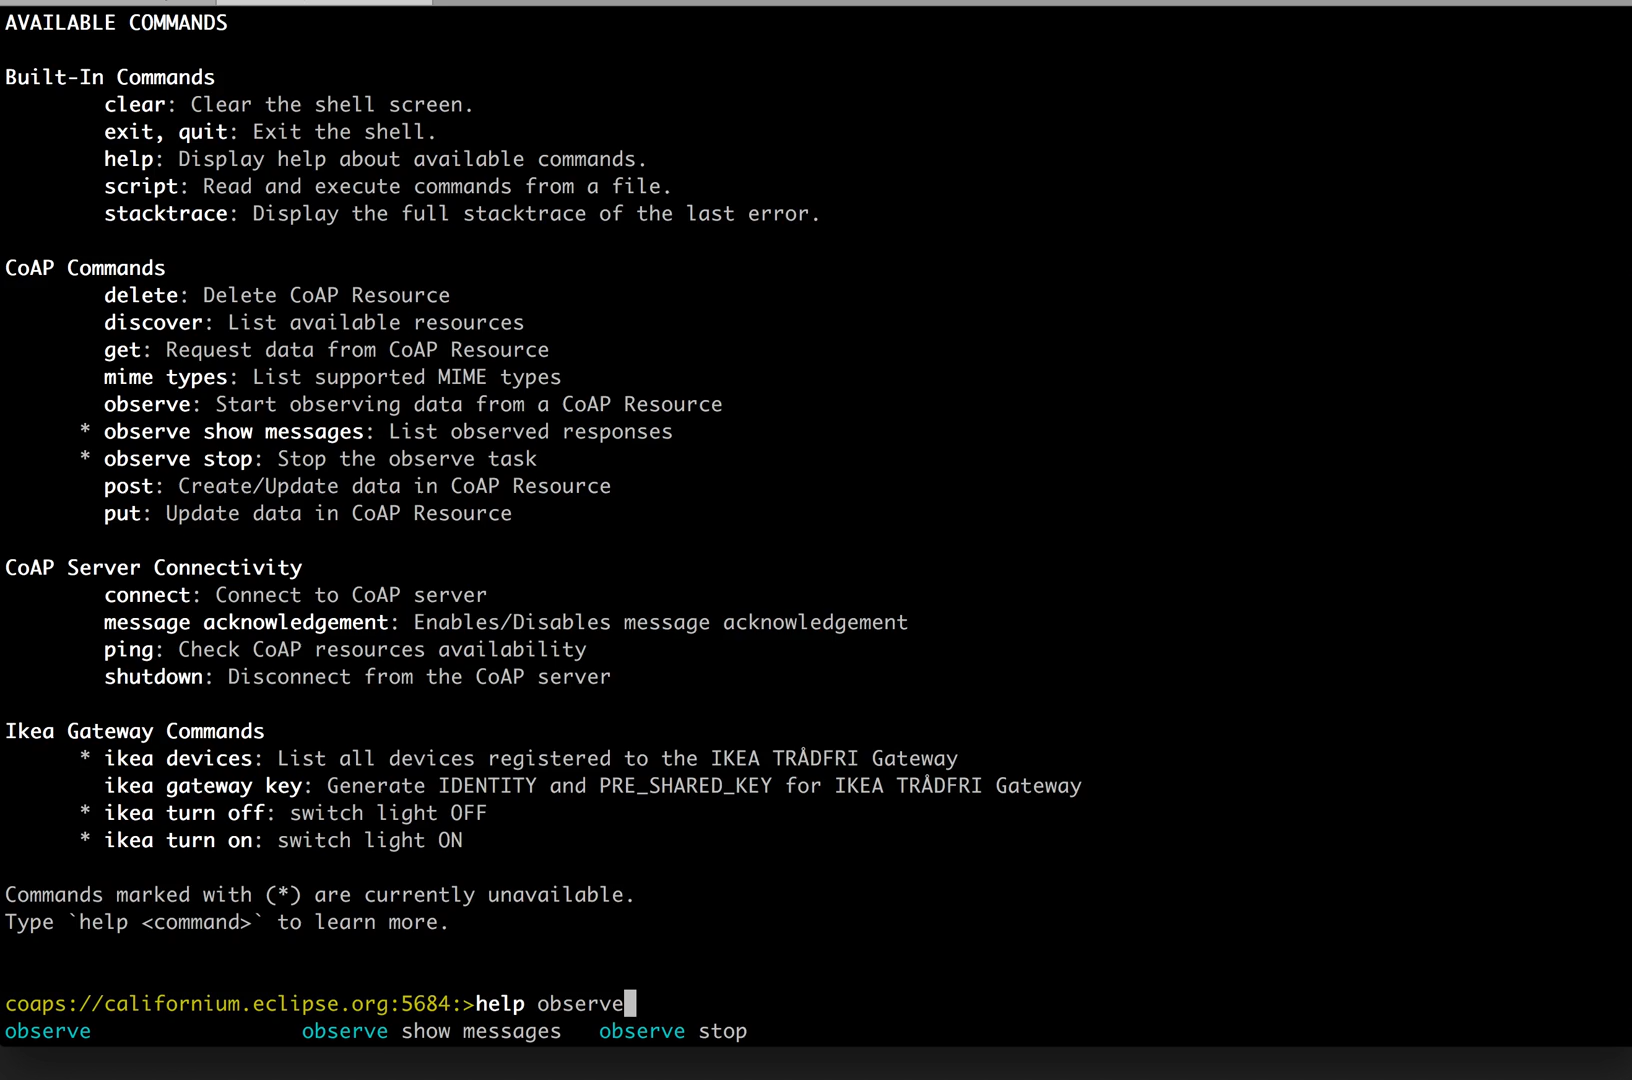 AVAILABLE COMMANDS
Built-In Commands
clear: Clear the shell screen.
exit, quit: Exit the shell.
help: Display help about available commands.
script: Read and execute commands from a file.
stacktrace: Display the full stacktrace of the last error.
CoAP Commands
delete: Delete CoAP Resource
discover: List available resources
get: Request data from CoAP Resource
mime types: List supported MIME types
observe: Start observing data from a CoAP Resource
* observe show messages: List observed responses
* observe stop: Stop the observe task
post: Create/Update data in CoAP Resource
put: Update data in CoAP Resource
CoAP Server Connectivity
connect: Connect to CoAP server
message acknowledgement: Enables/Disables message acknowledgement
ping: Check CoAP resources availability
shutdown: Disconnect from the CoAP server
Ikea Gateway Commands
* ikea devices: List all devices registered to the IKEA TRÅDFRI Gateway
ikea gateway key: Generate IDENTITY and PRE_SHARED_KEY for IKEA TRÅDFRI Gateway
* ikea turn off: switch light OFF
* ikea turn on: switch light ON
Commands marked with (*) are currently unavailable.
Type `help <command>` to learn more.
coaps://californium.eclipse.org:5684:>help observe
observe observe show messages observe stop